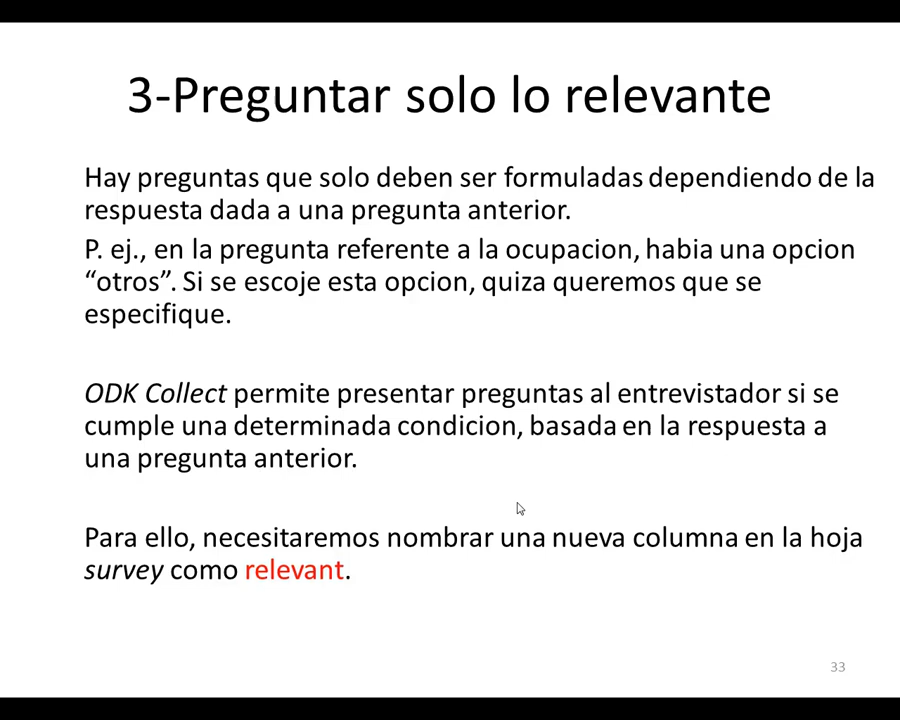 3-Preguntar solo lo relevante
Hay preguntas que solo deben ser formuladas dependiendo de la
respuesta dada a una pregunta anterior.
P. ej., en la pregunta referente a la ocupacion, habia una opcion
“otros”. Si se escoje esta opcion, quiza queremos que se
especifique.
ODK Collect permite presentar preguntas al entrevistador si se
cumple una determinada condicion, basada en la respuesta a
una pregunta anterior.
Para ello, necesitaremos nombrar una nueva columna en la hoja
survey como relevant.
33